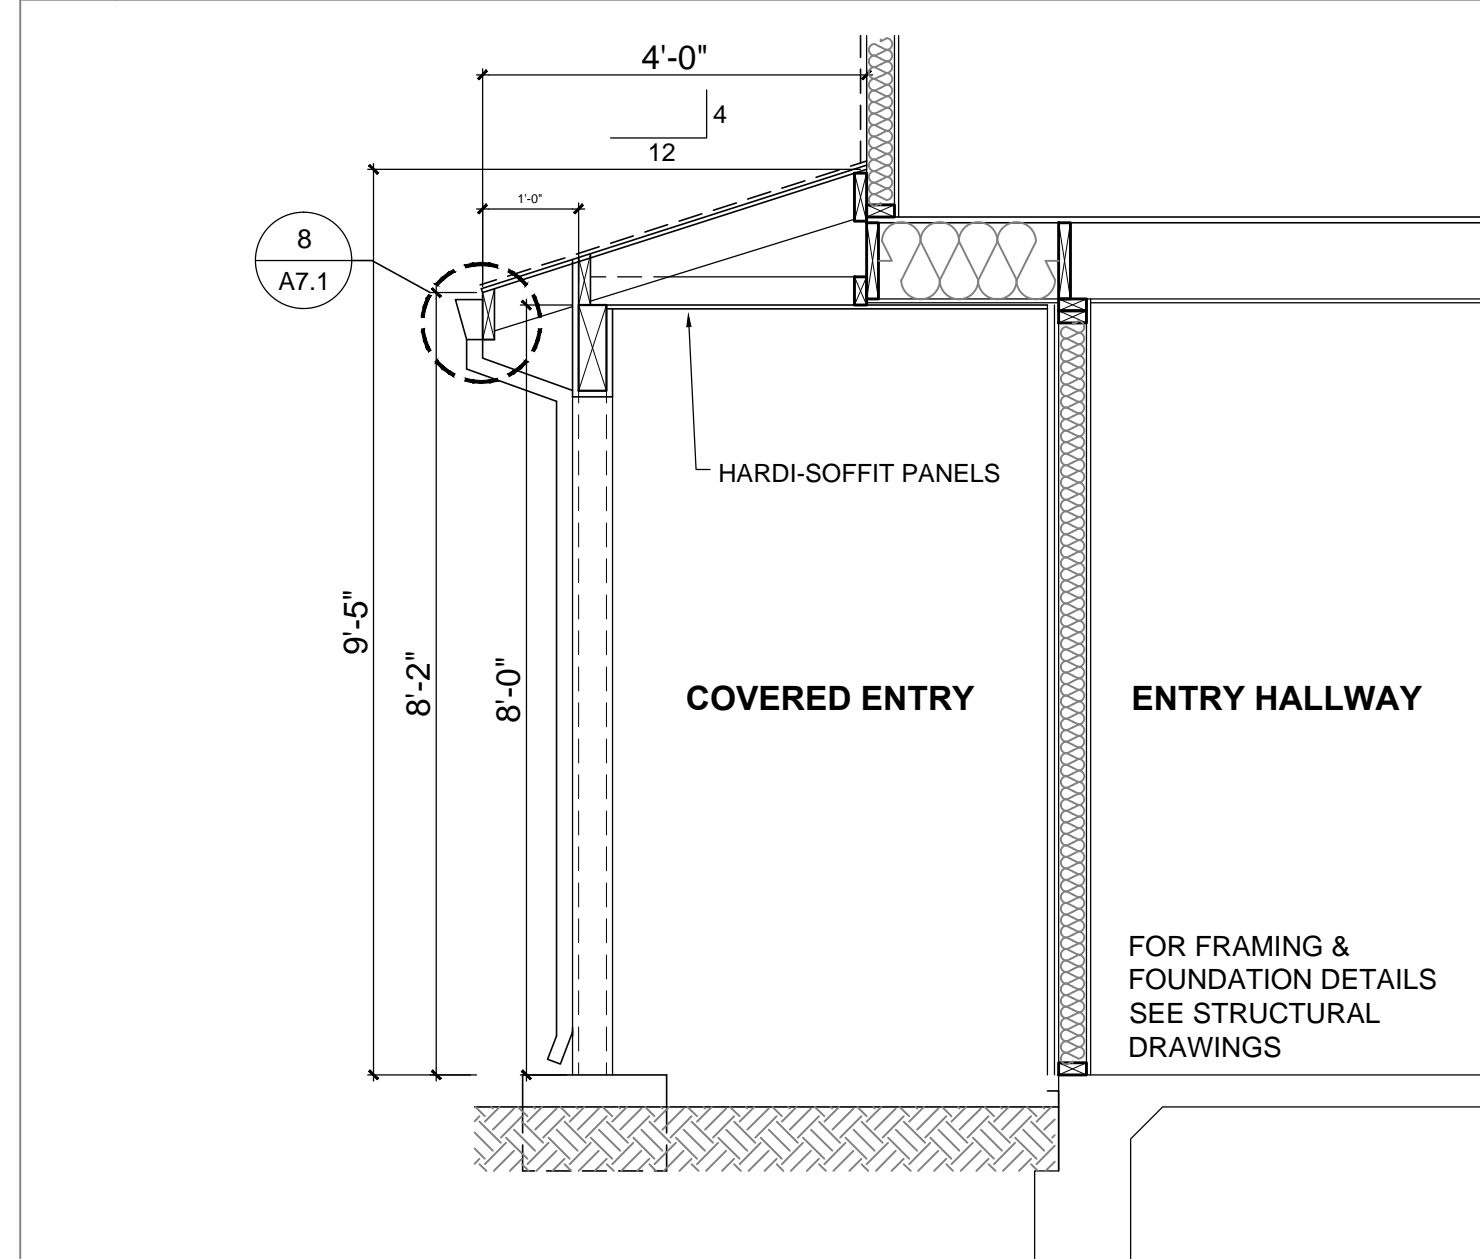 4'-0"
4
12
1'-0"
8
A7.1
HARDI-SOFFIT PANELS
9'-5"
8'-2"
8'-0"
COVERED ENTRY
ENTRY HALLWAY
FOR FRAMING &
FOUNDATION DETAILS
SEE STRUCTURAL
DRAWINGS